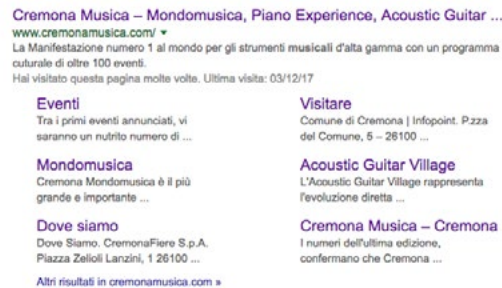 Cremona Musica – Mondomusica, Piano Experience, Acoustic Guitar ...
www.cremonamusica.com/
La Manifestazione numero 1 al mondo per gli strumenti musicali d'alta gamma con un programma
cuturale di oltre 100 eventi.
Hai visitato questa pagina molte volte. Ultima visita: 03/12/17
Eventi
Tra i primi eventi annunciati, vi
saranno un nutrito numero di ...
Visitare
Comune di Cremona | Infopoint. P.zza
del Comune, 5 – 26100 ...
Mondomusica
Cremona Mondomusica è il più
grande e importante ...
Acoustic Guitar Village
L'Acoustic Guitar Village rappresenta
l'evoluzione diretta ...
Dove siamo
Dove Siamo. CremonaFiere S.p.A.
Piazza Zelioli Lanzini, 1 26100 ...
Cremona Musica – Cremona
I numeri dell'ultima edizione,
confermano che Cremona ...
Altri risultati in cremonamusica.com »